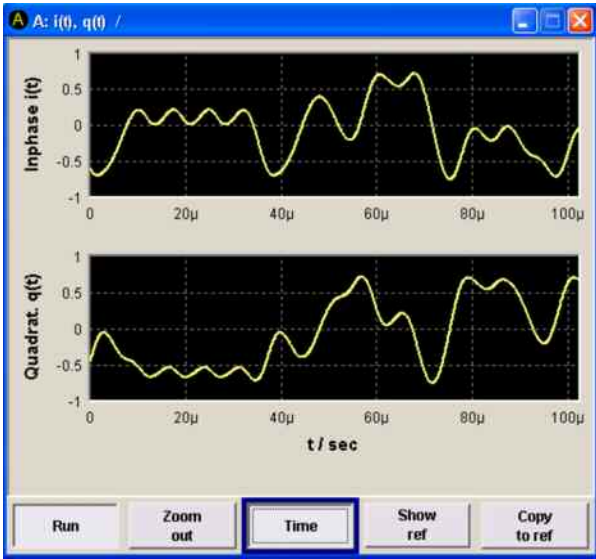 A A: i(t), q(t) /
Inphase i(t)
1
0.5
0
-0.5
-1
0 20µ 40µ 60µ 80µ 100µ
Quadrat. q(t)
1
0.5
0
-0.5
-1
0 20µ 40µ 60µ 80µ 100µ
t / sec
Run
Zoom
out
Time
Show
ref
Copy
to ref